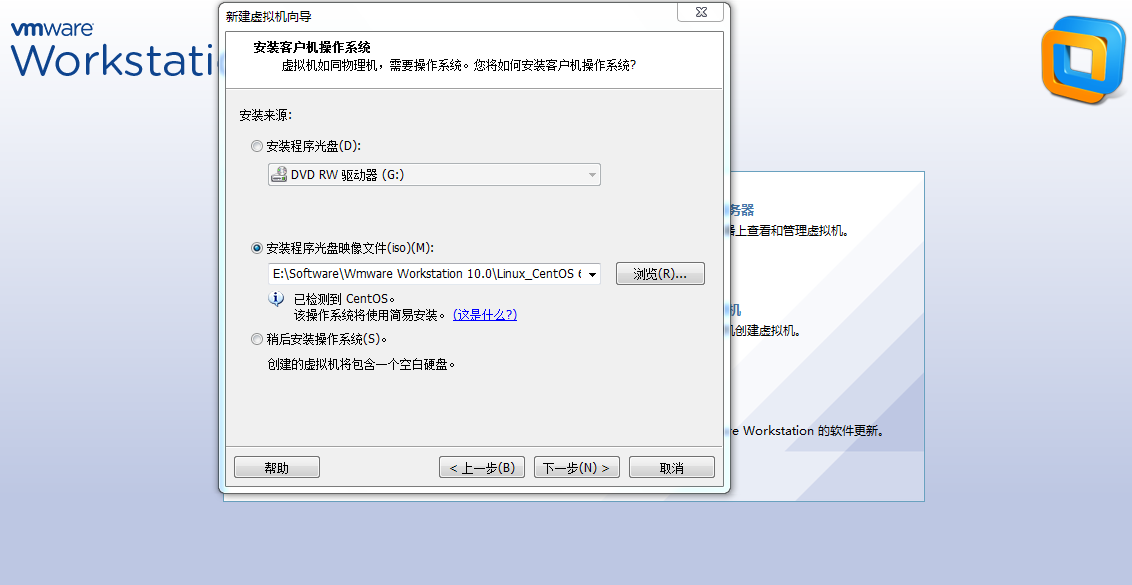 新建虚拟机向导
vmware
Workstati
安装客户机操作系统
虚拟机如同物理机，需要操作系统。您将如何安装客户机操作系统?
安装来源:
安装程序光盘(D):
DVD RW 驱动器 (G:)
务器
器上查看和管理虚拟机。
安装程序光盘映像文件(iso)(M):
E:\Software\Wmware Workstation 10.0\Linux_CentOS 6
浏览(R)...
已检测到 CentOS。
该操作系统将使用简易安装。 (这是什么?)
机
机创建虚拟机。
稍后安装操作系统(S)。
创建的虚拟机将包含一个空白硬盘。
re Workstation 的软件更新。
帮助
< 上一步(B)
下一步(N) >
取消